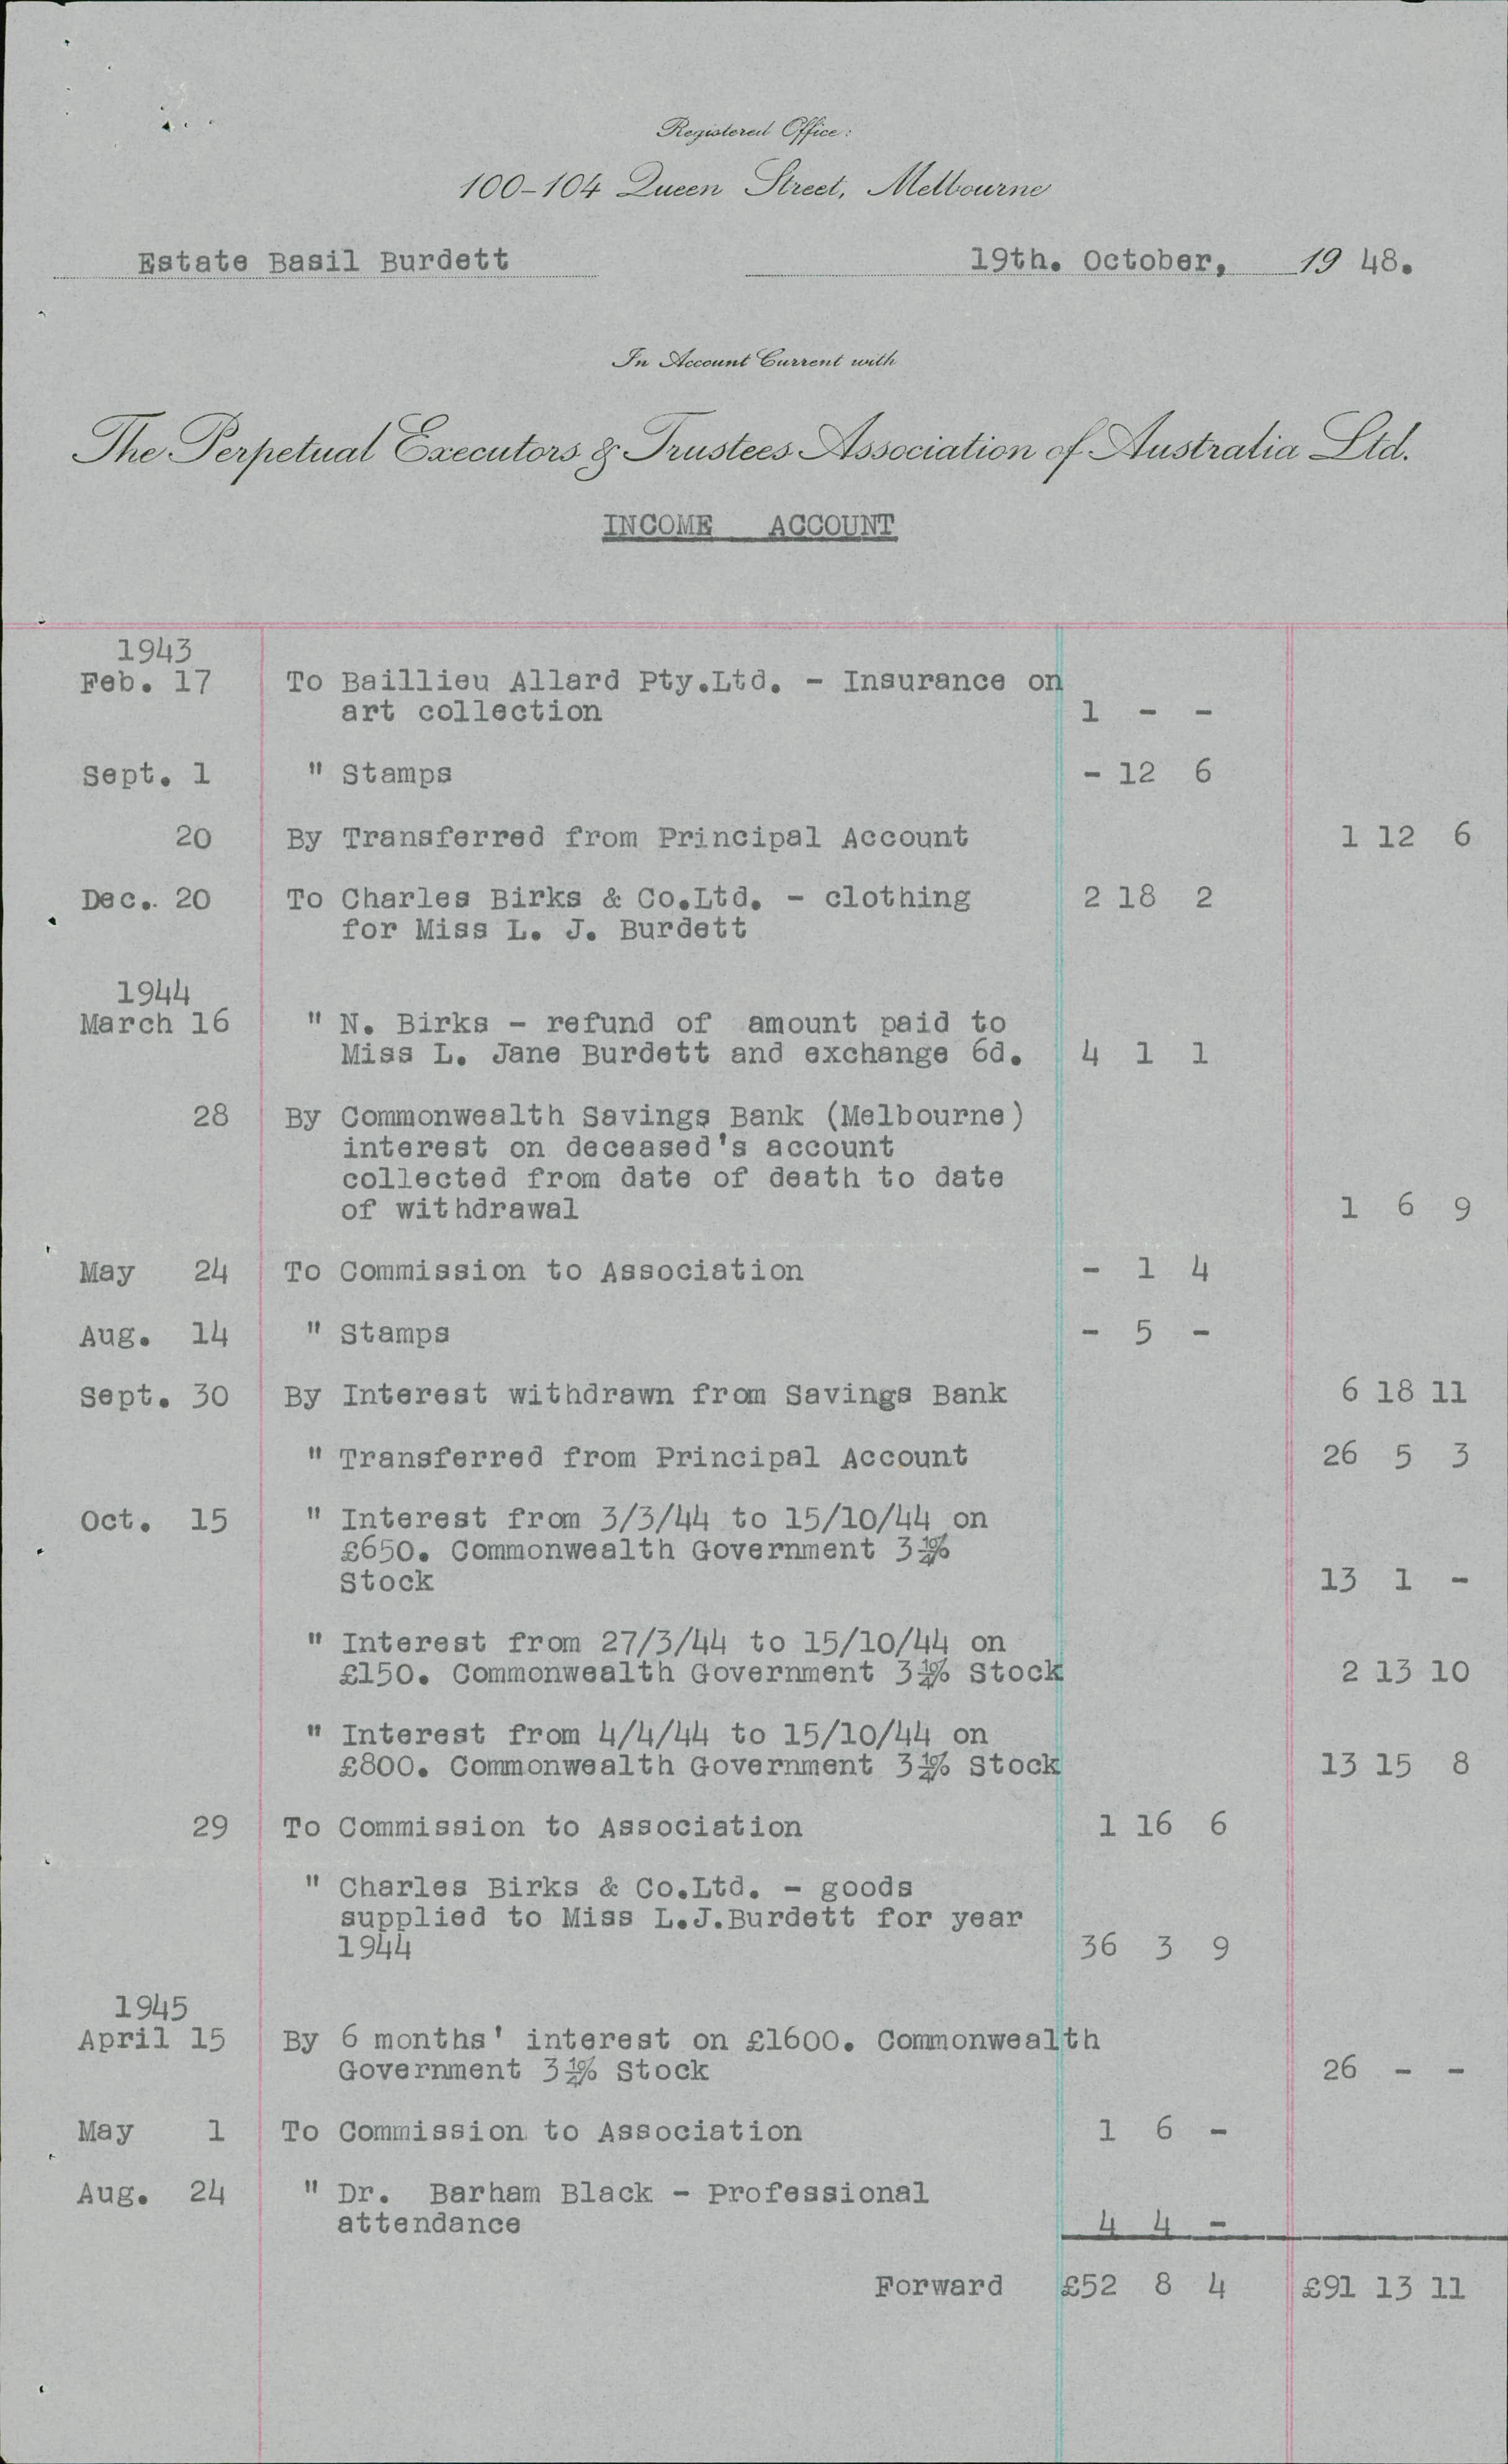 Registered Office:
100-104 Queen Street, Melbourne
Estate Basil Burdett 19th. October, 19 48.
In Account Current with
The Perpetual Executors & Trustees Association of Australia Ltd.
INCOME ACCOUNT
1943
Feb. 17 To Baillieu Allard Pty.Ltd. - Insurance on
art collection 1 - -
Sept. 1 " Stamps - 12 6
20 By Transferred from Principal Account 1 12 6
Dec. 20 To Charles Birks & Co.Ltd. - clothing 2 18 2
for Miss L. J. Burdett
1944
March 16 " N. Birks - refund of amount paid to
Miss L. Jane Burdett and exchange 6d. 4 1 1
28 By Commonwealth Savings Bank (Melbourne)
interest on deceased's account
collected from date of death to date
of withdrawal 1 6 9
May 24 To Commission to Association - 1 4
Aug. 14 " Stamps - 5 -
Sept. 30 By Interest withdrawn from Savings Bank 6 18 11
" Transferred from Principal Account 26 5 3
Oct. 15 " Interest from 3/3/44 to 15/10/44 on
£650. Commonwealth Government 3¼%
Stock 13 1 -
" Interest from 27/3/44 to 15/10/44 on
£150. Commonwealth Government 3¼% Stock 2 13 10
" Interest from 4/4/44 to 15/10/44 on
£800. Commonwealth Government 3¼% Stock 13 15 8
29 To Commission to Association 1 16 6
" Charles Birks & Co.Ltd. - goods
supplied to Miss L.J.Burdett for year
1944 36 3 9
1945
April 15 By 6 months' interest on £1600. Commonwealth
Government 3¼% Stock 26 - -
May 1 To Commission to Association 1 6 -
Aug. 24 " Dr. Barham Black - Professional
attendance 4 4 -
Forward £52 8 4 £91 13 11